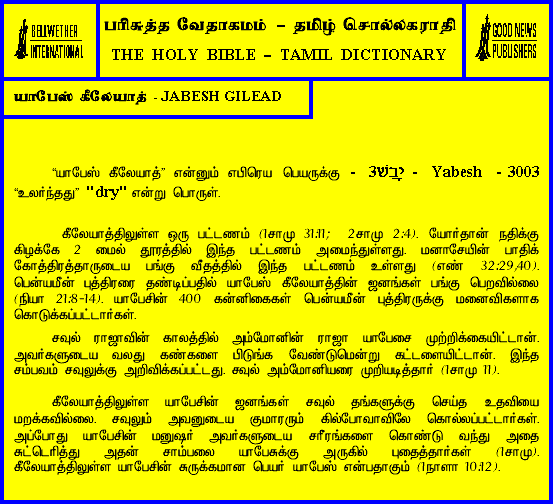 BELLWETHER
INTERNATIONAL
பரிசுத்த வேதாகமம் – தமிழ் சொல்லகராதி
THE HOLY BIBLE – TAMIL DICTIONARY
GOOD NEWS
PUBLISHERS
யாபேஸ் கீலேயாத் - JABESH GILEAD
“யாபேஸ் கீலேயாத்” என்னும் எபிரெய பெயருக்கு - 3יָבֵשׁ - Yabesh - 3003
“உலர்ந்தது” "dry" என்று பொருள்.
கீலேயாத்திலுள்ள ஒரு பட்டணம் (1சாமு 31:11; 2சாமு 2:4). யோர்தான் நதிக்கு
கிழக்கே 2 மைல் தூரத்தில் இந்த பட்டணம் அமைந்துள்ளது. மனாசேயின் பாதிக்
கோத்திரத்தாருடைய பங்கு வீதத்தில் இந்த பட்டணம் உள்ளது (எண் 32:29,40).
பென்யமீன் புத்திரரை தண்டிப்பதில் யாபேஸ் கீலேயாத்தின் ஜனங்கள் பங்கு பெறவில்லை
(நியா 21:8-14). யாபேசின் 400 கன்னிகைகள் பென்யமீன் புத்திரருக்கு மனைவிகளாக
கொடுக்கப்பட்டார்கள்.
சவுல் ராஜாவின் காலத்தில் அம்மோனின் ராஜா யாபேசை முற்றிக்கையிட்டான்.
அவர்களுடைய வலது கண்களை பிடுங்க வேண்டுமென்று கட்டளையிட்டான். இந்த
சம்பவம் சவுலுக்கு அறிவிக்கப்பட்டது. சவுல் அம்மோனியரை முறியடித்தார் (1சாமு 11).
கீலேயாத்திலுள்ள யாபேசின் ஜனங்கள் சவுல் தங்களுக்கு செய்த உதவியை
மறக்கவில்லை. சவுலும் அவனுடைய குமாரரும் கில்போவாவிலே கொல்லப்பட்டார்கள்.
அப்போது யாபேசின் மனுஷர் அவர்களுடைய சரீரங்களை கொண்டு வந்து அதை
சுட்டெரித்து அதன் சாம்பலை யாபேசுக்கு அருகில் புதைத்தார்கள் (1சாமு).
கீலேயாத்திலுள்ள யாபேசின் சுருக்கமான பெயர் யாபேஸ் என்பதாகும் (1நாளா 10:12).